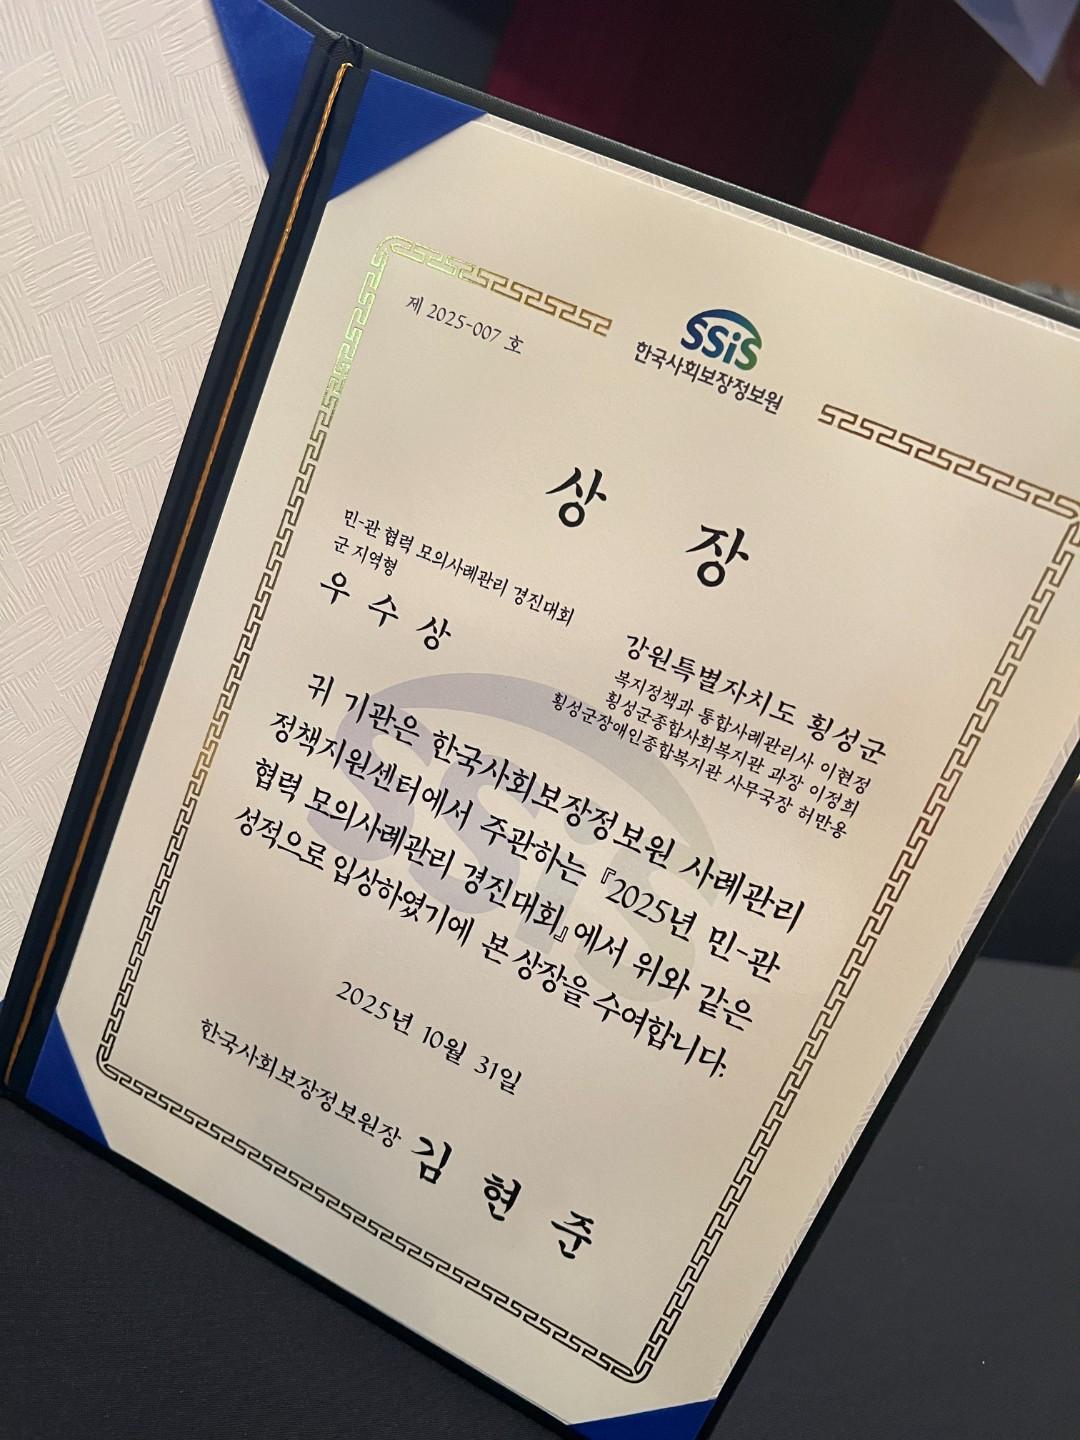 제 2025-007 호
SSiS
한국사회보장정보원
상 장
민-관 협력 모의사례관리 경진대회
군 지역형
우 수 상
강원특별자치도 횡성군
복지정책과 통합사례관리사 이현정
횡성군종합사회복지관 과장 이정희
횡성군장애인종합복지관 사무국장 허만용
귀 기관은 한국사회보장정보원 사례관리
정책지원센터에서 주관하는 『2025년 민-관
협력 모의사례관리 경진대회』에서 위와 같은
성적으로 입상하였기에 본 상장을 수여합니다.
2025년 10월 31일
한국사회보장정보원장 김 현 준